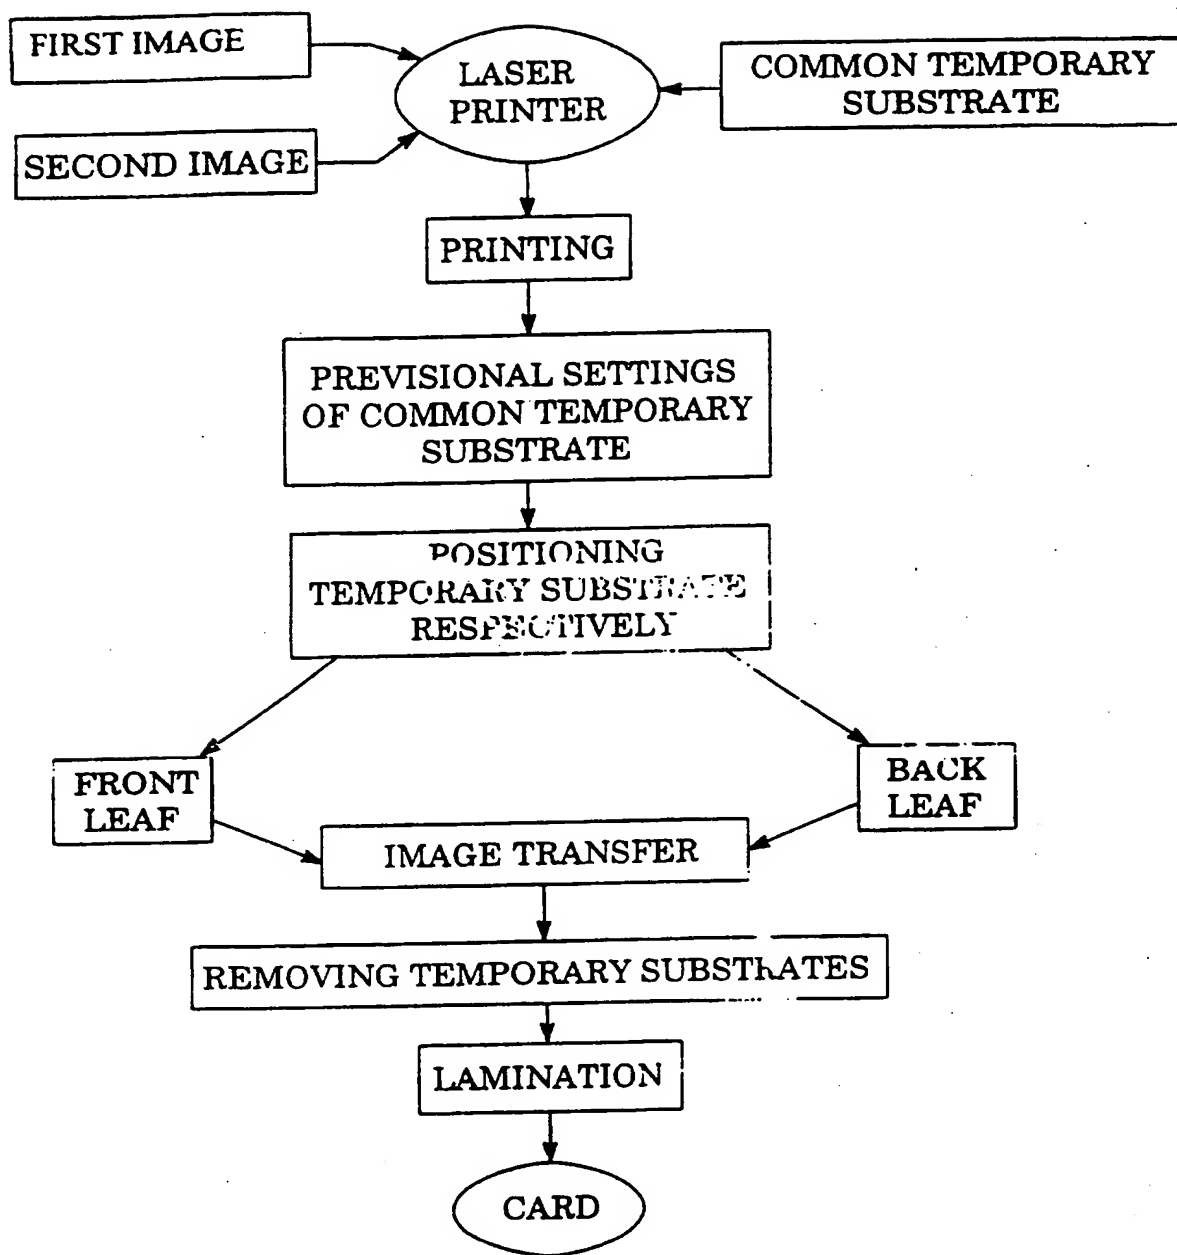 FIRST IMAGE
LASER
PRINTER
COMMON TEMPORARY
SUBSTRATE
SECOND IMAGE
PRINTING
PREVISIONAL SETTINGS
OF COMMON TEMPORARY
SUBSTRATE
POSITIONING
TEMPORARY SUBSTRATE
RESPECTIVELY
FRONT
LEAF
BACK
LEAF
IMAGE TRANSFER
REMOVING TEMPORARY SUBSTRATES
LAMINATION
CARD